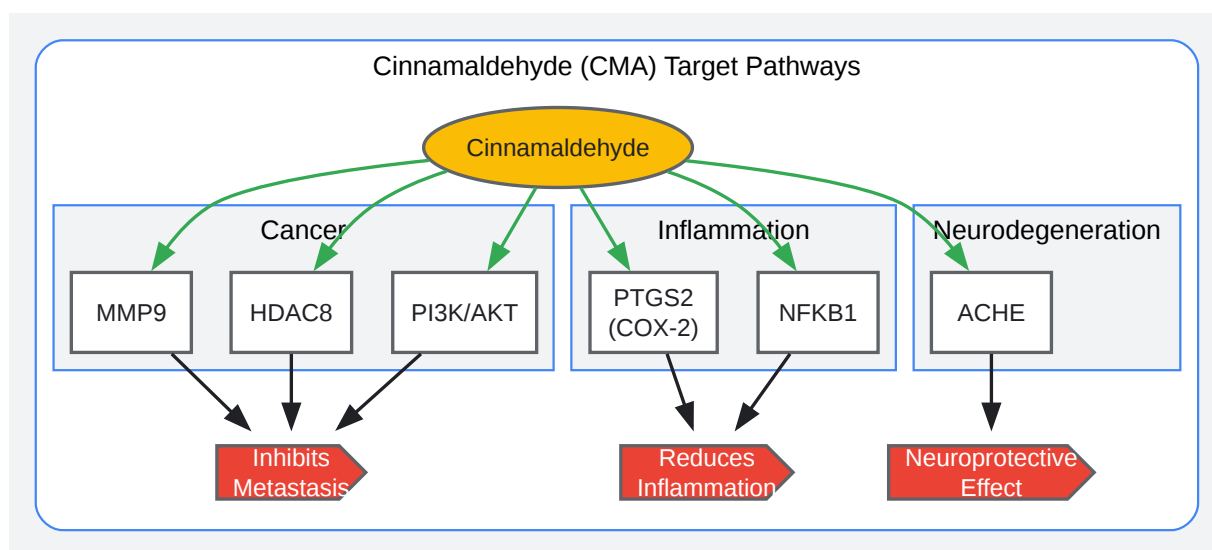 Cinnamaldehyde (CMA) Target Pathways
Cinnamaldehyde
Cancer
Inflammation
Neurodegeneration
MMP9
HDAC8
PI3K/AKT
PTGS2
(COX-2)
NFKB1
ACHE
Inhibits
Metastasis
Reduces
Inflammation
Neuroprotective
Effect